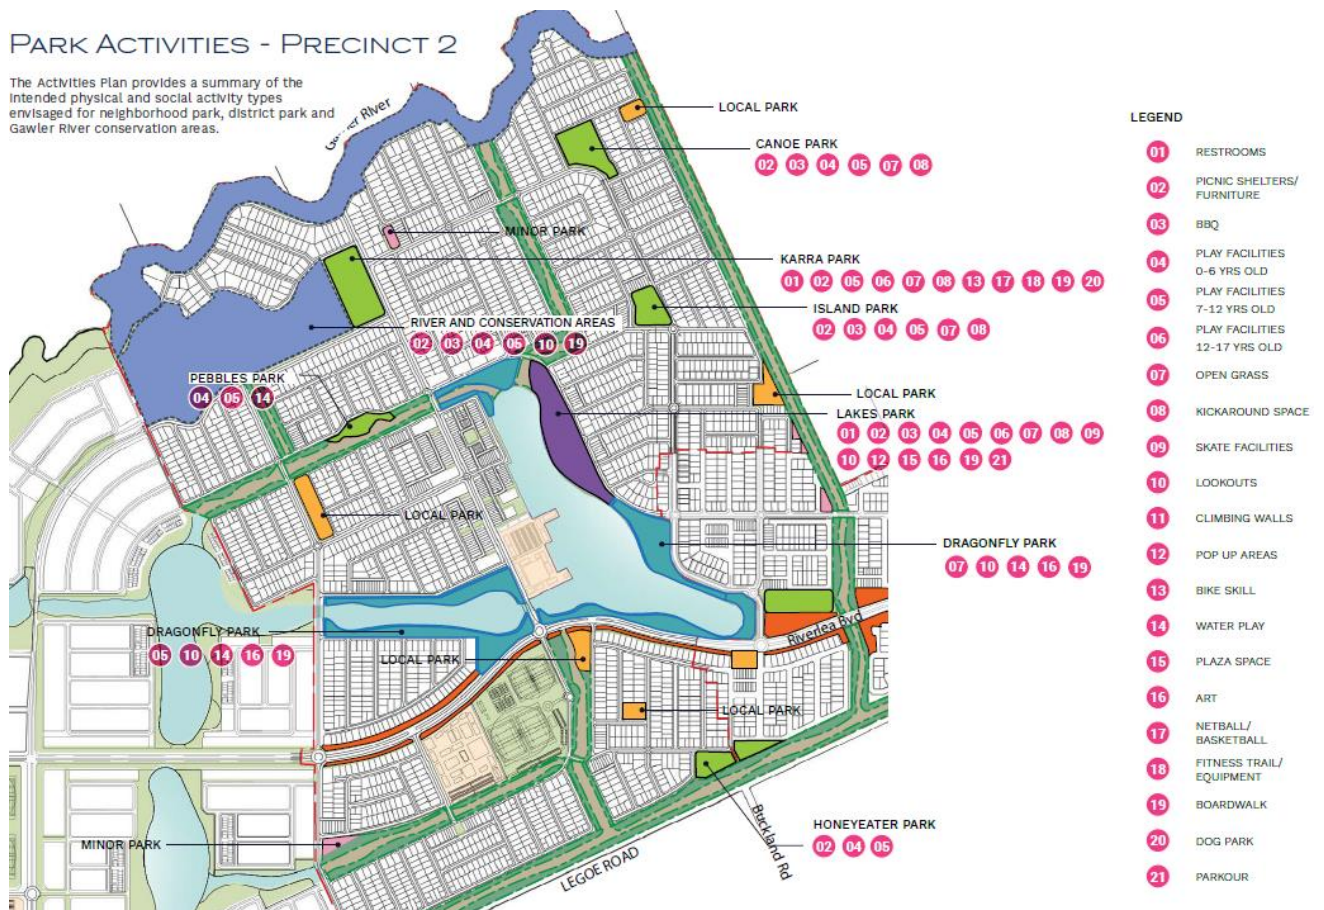 PARK ACTIVITIES - PRECINCT 2
The Activities Plan provides a summary of the
intended physical and social activity types
envisaged for neighborhood park, district park and
Gawler River conservation areas.
River
LOCAL PARK
CANOE PARK
02 03 04 05 07 08
MINOR PARK
KARRA PARK
01 02 05 06 07 08 13 17 18 19 20
ISLAND PARK
02 03 04 05 07 08
RIVER AND CONSERVATION AREAS
02 03 04 05 10 19
PEBBLES PARK
04 05 14
LOCAL PARK
LAKES PARK
01 02 03 04 05 06 07 08 09
10 12 15 16 19 21
LOCAL PARK
DRAGONFLY PARK
07 10 14 16 19
DRAGONFLY PARK
05 10 14 16 19
Riverlea Bvd
LOCAL PARK
LOCAL PARK
HONEYEATER PARK
02 04 05
Buckland Rd
MINOR PARK
LEGOE ROAD
LEGEND
01 RESTROOMS
02 PICNIC SHELTERS/
FURNITURE
03 BBQ
04 PLAY FACILITIES
0-6 YRS OLD
05 PLAY FACILITIES
7-12 YRS OLD
06 PLAY FACILITIES
12-17 YRS OLD
07 OPEN GRASS
08 KICKAROUND SPACE
09 SKATE FACILITIES
10 LOOKOUTS
11 CLIMBING WALLS
12 POP UP AREAS
13 BIKE SKILL
14 WATER PLAY
15 PLAZA SPACE
16 ART
17 NETBALL/
BASKETBALL
18 FITNESS TRAIL/
EQUIPMENT
19 BOARDWALK
20 DOG PARK
21 PARKOUR